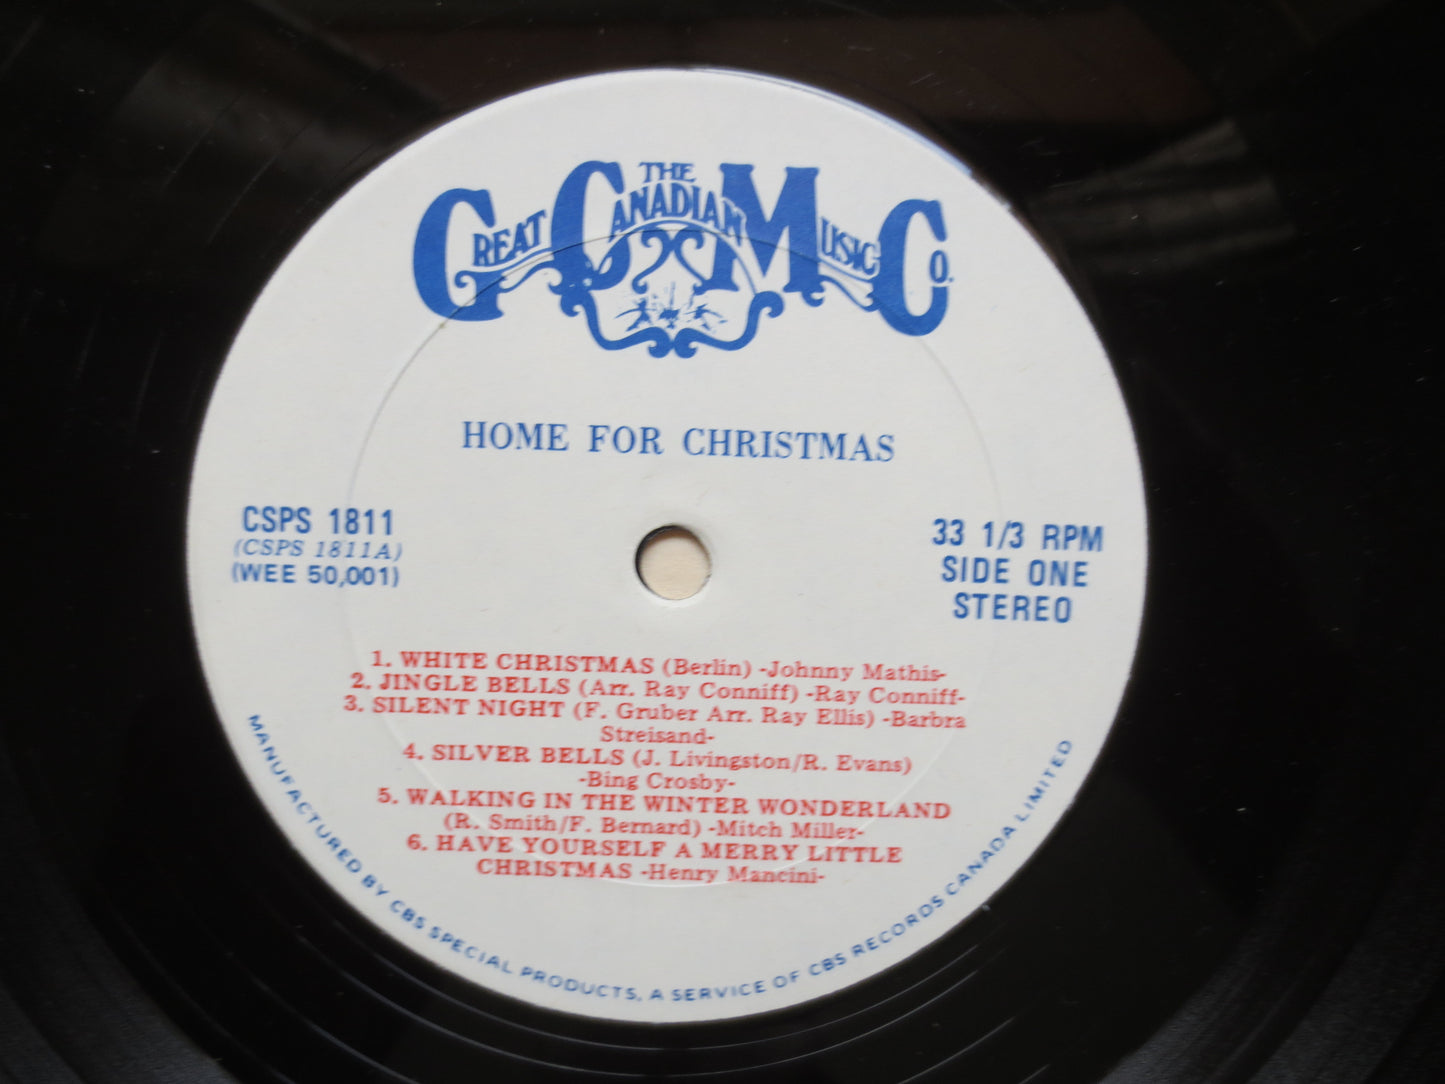 THE
GREAT CANADIAN MUSIC CO.
HOME FOR CHRISTMAS
CSPS 1811
(CSPS 1811A)
(WEE 50,001)
33 1/3 RPM
SIDE ONE
STEREO
1. WHITE CHRISTMAS (Berlin) -Johnny Mathis-
2. JINGLE BELLS (Arr. Ray Conniff) -Ray Conniff-
3. SILENT NIGHT (F. Gruber Arr. Ray Ellis) -Barbra
Streisand-
4. SILVER BELLS (J. Livingston/R. Evans)
-Bing Crosby-
5. WALKING IN THE WINTER WONDERLAND
(R. Smith/F. Bernard) -Mitch Miller-
6. HAVE YOURSELF A MERRY LITTLE
CHRISTMAS -Henry Mancini-
MANUFACTURED BY CBS SPECIAL PRODUCTS, A SERVICE OF CBS RECORDS CANADA LIMITED